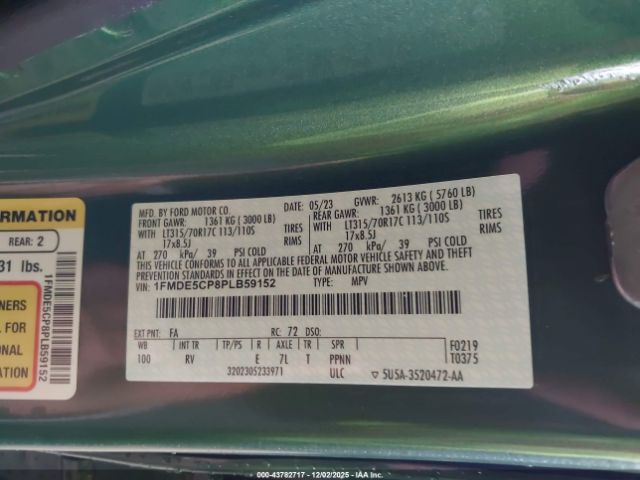 MFD. BY FORD MOTOR CO.
DATE: 05/23 GVWR: 2613 KG ( 5760 LB)
FRONT GAWR: 1361 KG ( 3000 LB) REAR GAWR: 1361 KG ( 3000 LB)
WITH LT315/70R17C 113/110S TIRES WITH LT315/70R17C 113/110S TIRES
17x8.5J RIMS 17x8.5J RIMS
AT 270 kPa/ 39 PSI COLD AT 270 kPa/ 39 PSI COLD
THIS VEHICLE CONFORMS TO ALL APPLICABLE FEDERAL MOTOR VEHICLE SAFETY AND
BUMPER STANDARDS IN EFFECT ON THE DATE OF MANUFACTURE SHOWN ABOVE.
VIN: 1FMDE5CP8PLB59152 TYPE: MPV
EXT PNT: FA RC: 72 DSO: F0219
WB INT TR TP/PS R AXLE TR SPR T0375
100 RV E 7L T PPNN
3202305233971 ULC 5U5A-3520472-AA
ORMATION
REAR: 2
31 lbs.
NERS
L FOR
ONAL
1FMDE5CP8PLB59152
000-43782717 - 12/02/2025 - IAAI.COM